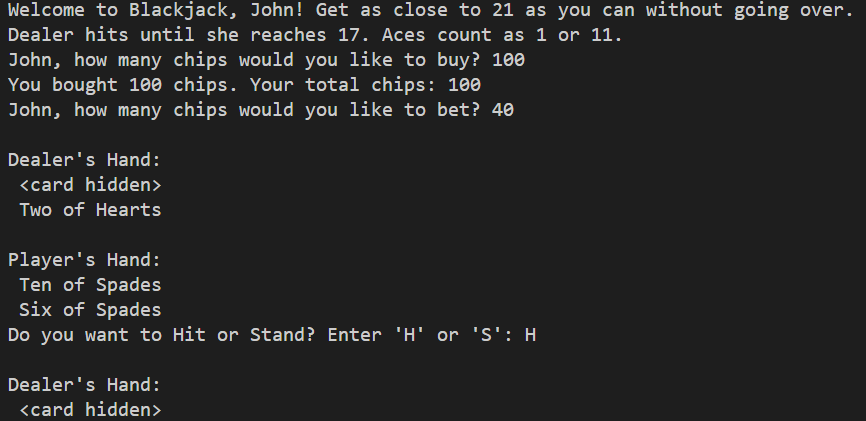 Welcome to Blackjack, John! Get as close to 21 as you can without going over.
Dealer hits until she reaches 17. Aces count as 1 or 11.
John, how many chips would you like to buy? 100
You bought 100 chips. Your total chips: 100
John, how many chips would you like to bet? 40
Dealer's Hand:
<card hidden>
Two of Hearts
Player's Hand:
Ten of Spades
Six of Spades
Do you want to Hit or Stand? Enter 'H' or 'S': H
Dealer's Hand:
<card hidden>